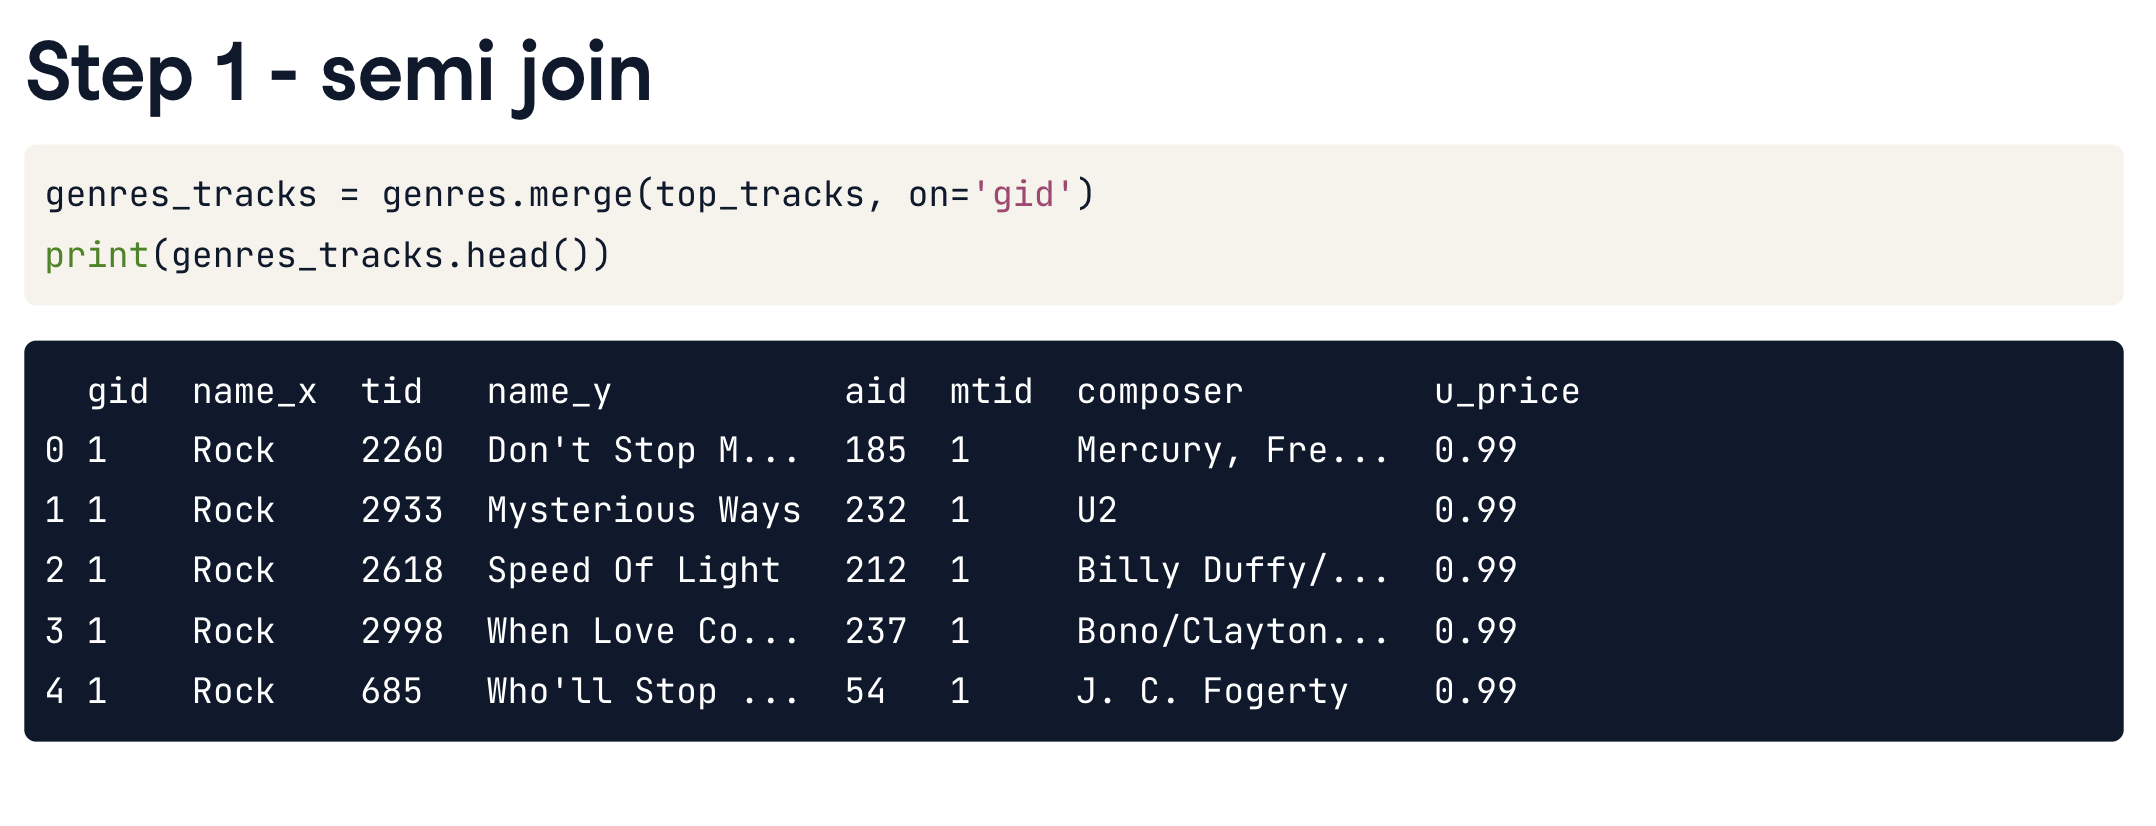 Step 1 - semi join
genres_tracks = genres.merge(top_tracks, on='gid')
print(genres_tracks.head())
  gid  name_x  tid   name_y           aid  mtid  composer         u_price
0 1    Rock    2260  Don't Stop M...  185  1     Mercury, Fre...  0.99
1 1    Rock    2933  Mysterious Ways  232  1     U2               0.99
2 1    Rock    2618  Speed Of Light   212  1     Billy Duffy/...  0.99
3 1    Rock    2998  When Love Co...  237  1     Bono/Clayton...  0.99
4 1    Rock    685   Who'll Stop ...  54   1     J. C. Fogerty    0.99